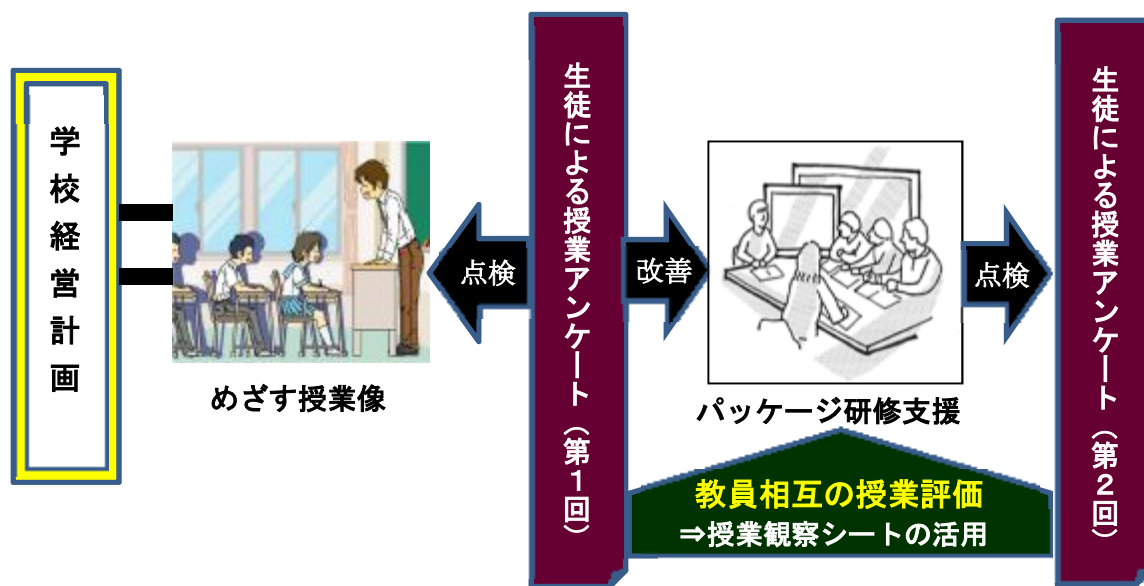 学校経営計画
めざす授業像
点検
生徒による授業アンケート（第１回）
改善
パッケージ研修支援
教員相互の授業評価
⇒授業観察シートの活用
点検
生徒による授業アンケート（第２回）